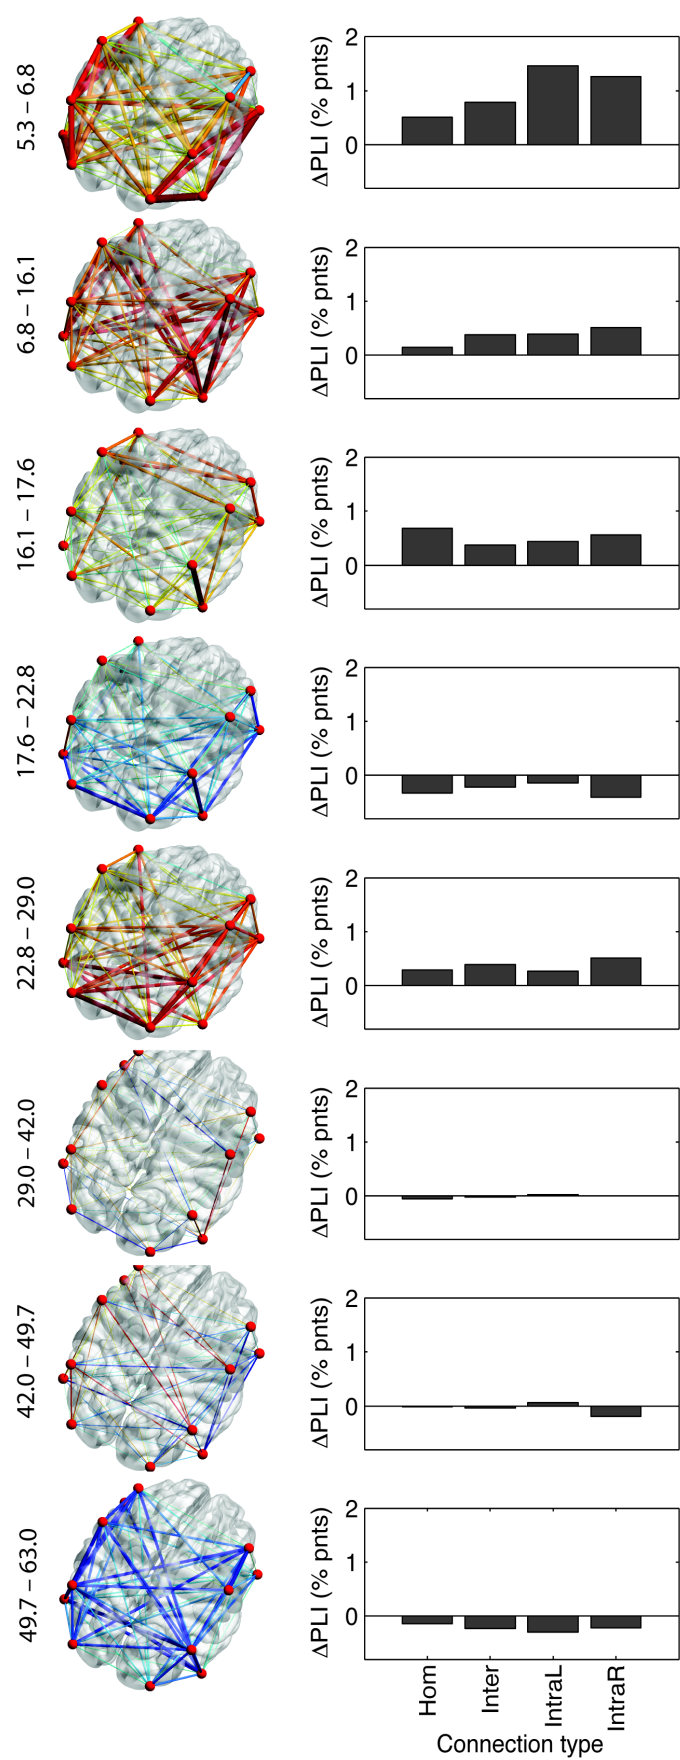 5.3 – 6.8
ΔPLI (% pnts)
2
1
0
6.8 – 16.1
ΔPLI (% pnts)
2
1
0
16.1 – 17.6
ΔPLI (% pnts)
2
1
0
17.6 – 22.8
ΔPLI (% pnts)
2
1
0
22.8 – 29.0
ΔPLI (% pnts)
2
1
0
29.0 – 42.0
ΔPLI (% pnts)
2
1
0
42.0 – 49.7
ΔPLI (% pnts)
2
1
0
49.7 – 63.0
ΔPLI (% pnts)
2
1
0
Hom Inter IntraL IntraR
Connection type